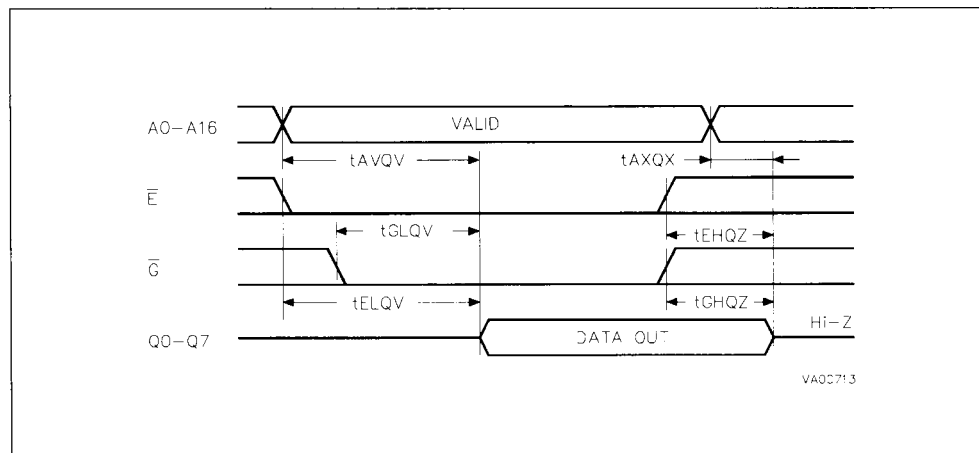 A0-A16
VALID
tAVQV
tAXQX
E̅
tGLQV
tEHQZ
G̅
tELQV
tGHQZ
Q0-Q7
DATA OUT
Hi-Z
VA00713